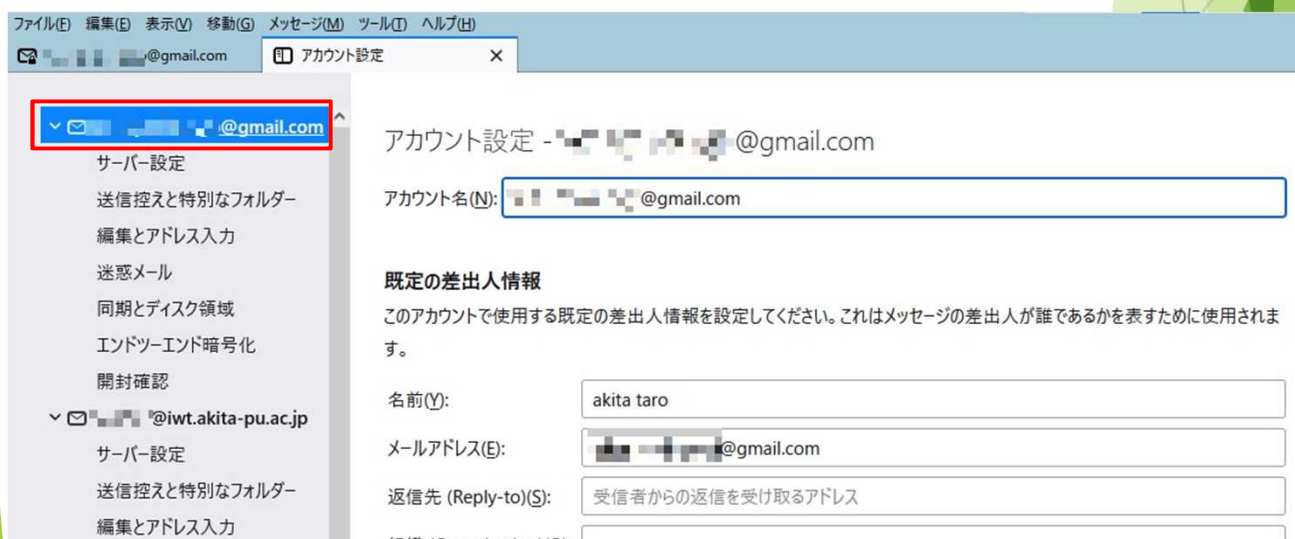 ファイル(F) 編集(E) 表示(V) 移動(G) メッセージ(M) ツール(T) ヘルプ(H)
@gmail.com アカウント設定 ×
@gmail.com
サーバー設定
送信控えと特別なフォルダー
編集とアドレス入力
迷惑メール
同期とディスク領域
エンドツーエンド暗号化
開封確認
@iwt.akita-pu.ac.jp
サーバー設定
送信控えと特別なフォルダー
編集とアドレス入力
アカウント設定 - @gmail.com
アカウント名(N): @gmail.com
既定の差出人情報
このアカウントで使用する既定の差出人情報を設定してください。これはメッセージの差出人が誰であるかを表すために使用されま
す。
名前(Y): akita taro
メールアドレス(E): @gmail.com
返信先 (Reply-to)(S): 受信者からの返信を受け取るアドレス